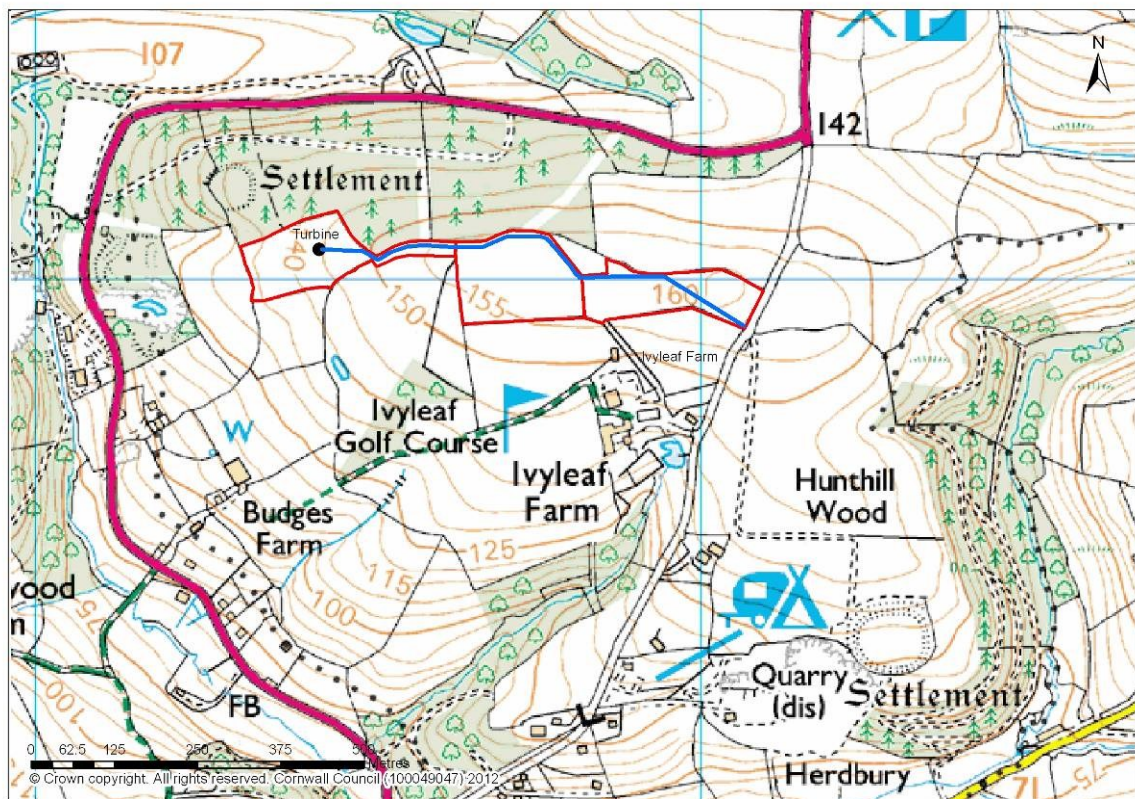 107
N
142
Settlement
Turbine
40
150
155
160
Ivyleaf Farm
Ivyleaf
Golf Course
W
Ivyleaf
Farm
Hunthill
Wood
Budges
Farm
125
115
100
75
100
FB
Quarry
(dis)
Settlement
Herdbury
71
75
0 62.5 125 250 375 500
Metres
© Crown copyright. All rights reserved. Cornwall Council (100049047) 2012